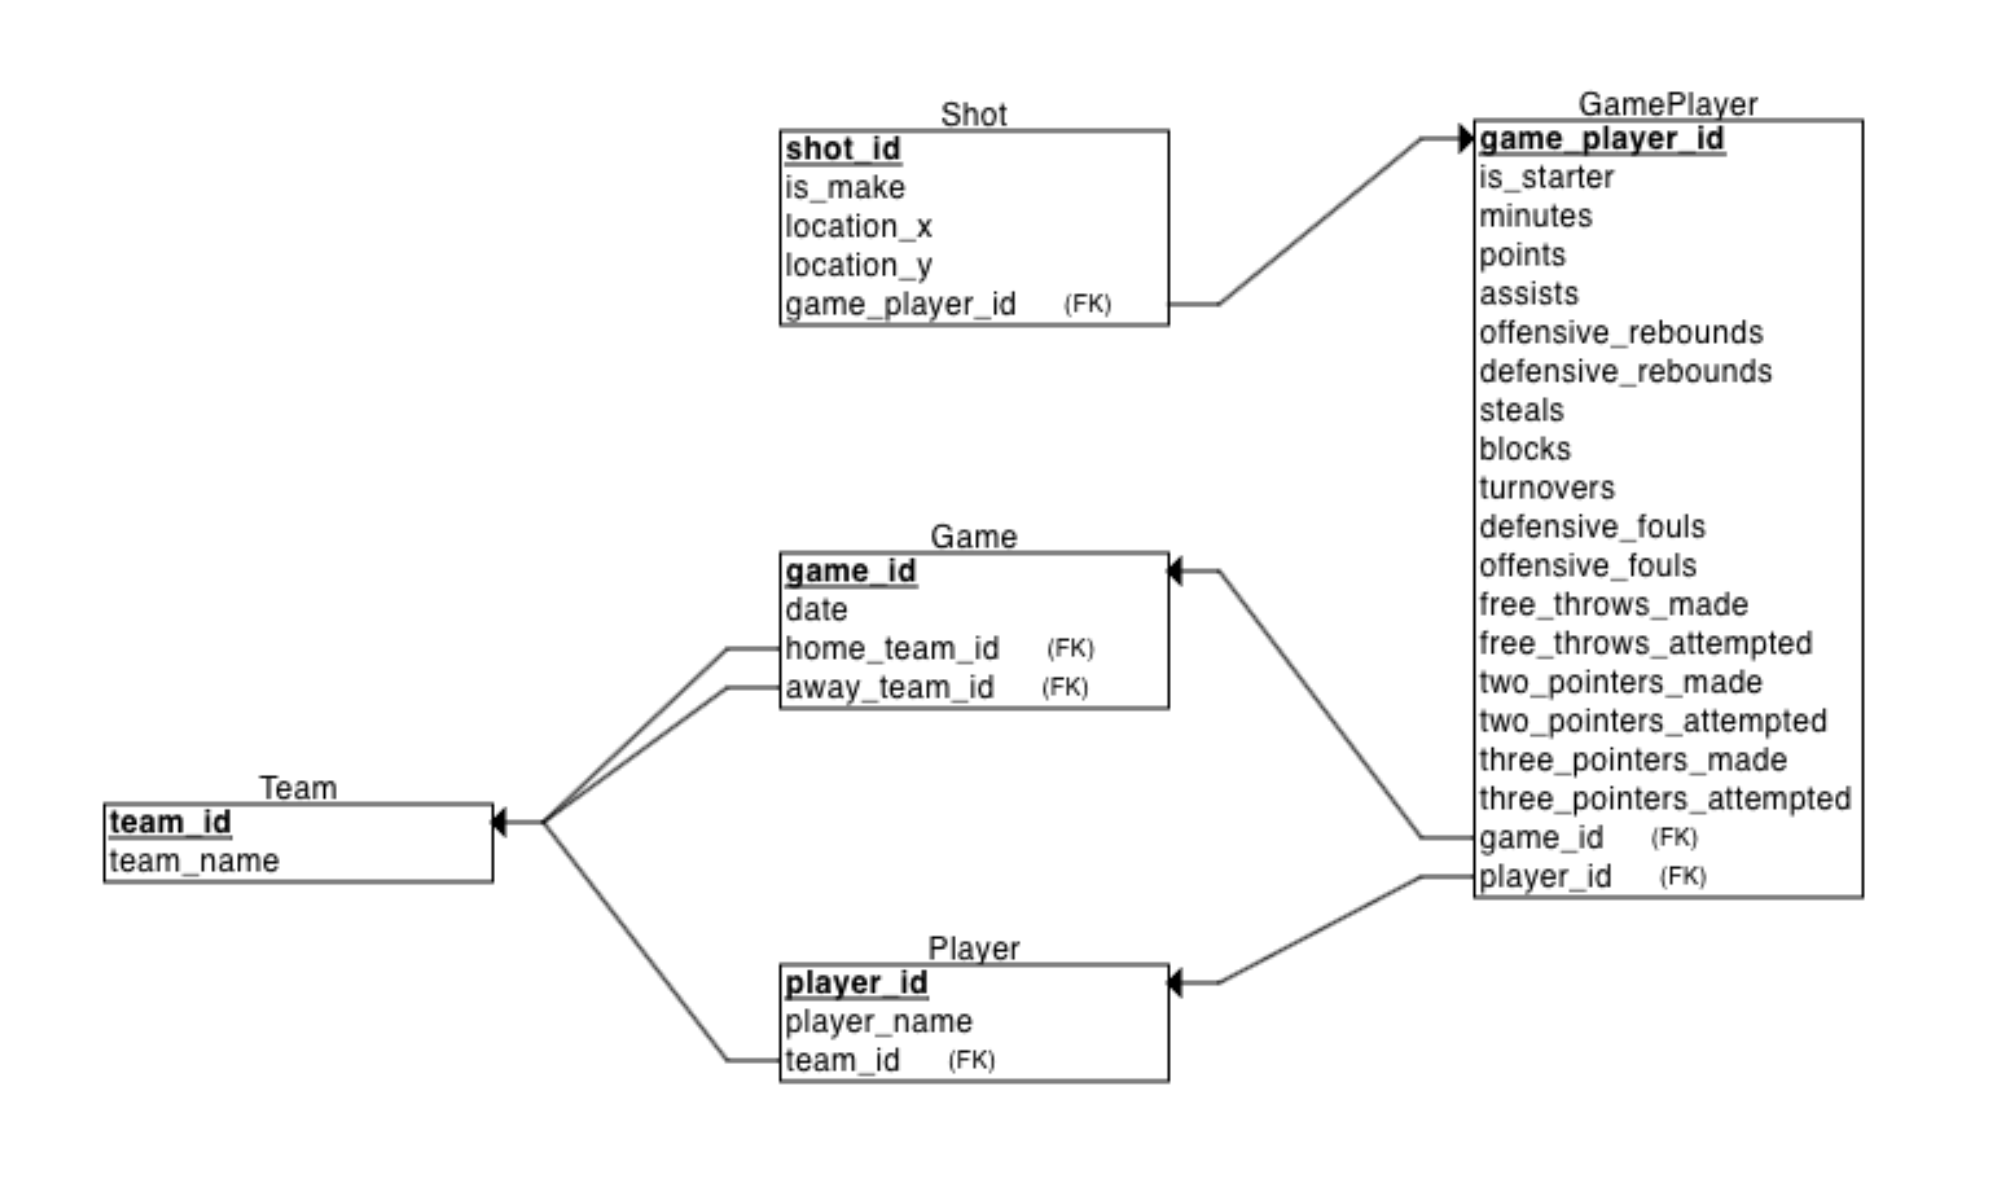 Shot
shot_id
is_make
location_x
location_y
game_player_id (FK)
GamePlayer
game_player_id
is_starter
minutes
points
assists
offensive_rebounds
defensive_rebounds
steals
blocks
turnovers
defensive_fouls
offensive_fouls
free_throws_made
free_throws_attempted
two_pointers_made
two_pointers_attempted
three_pointers_made
three_pointers_attempted
game_id (FK)
player_id (FK)
Game
game_id
date
home_team_id (FK)
away_team_id (FK)
Team
team_id
team_name
Player
player_id
player_name
team_id (FK)